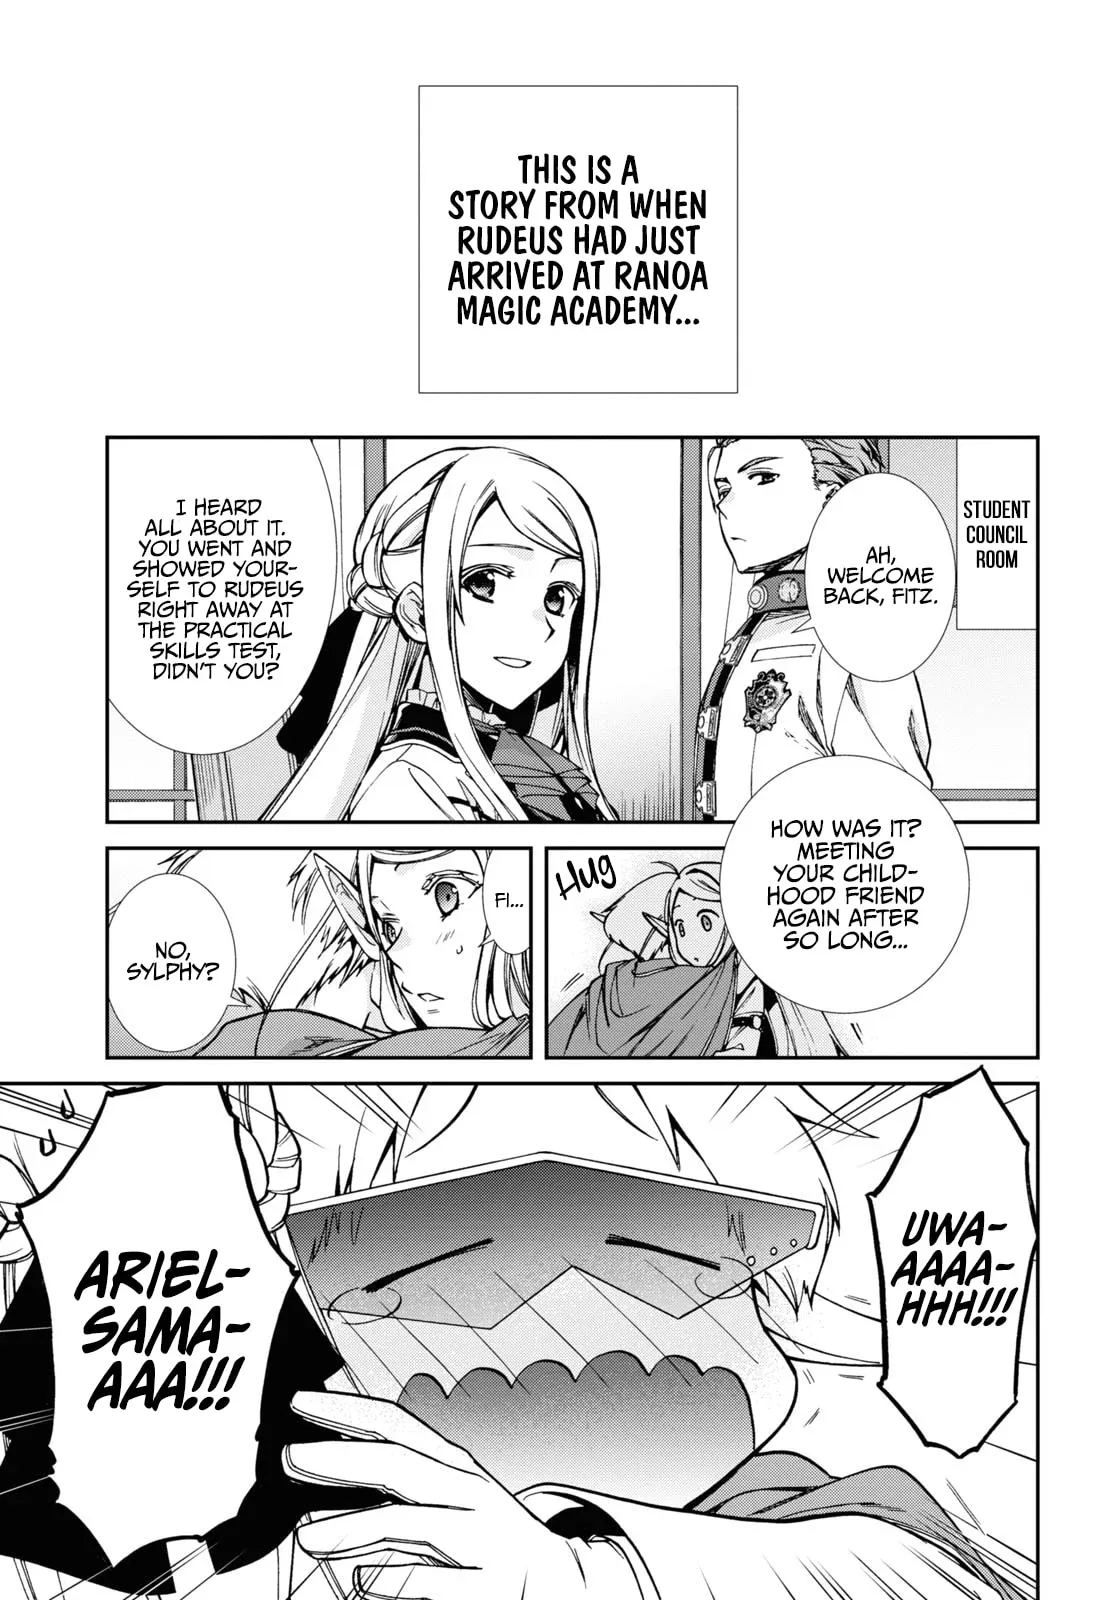 THIS IS A
STORY FROM WHEN
RUDEUS HAD JUST
ARRIVED AT RANOA
MAGIC ACADEMY...
STUDENT
COUNCIL
ROOM
AH,
WELCOME
BACK, FITZ.
I HEARD
ALL ABOUT IT.
YOU WENT AND
SHOWED YOUR-
SELF TO RUDEUS
RIGHT AWAY AT
THE PRACTICAL
SKILLS TEST,
DIDN'T YOU?
HOW WAS IT?
MEETING
YOUR CHILD-
HOOD FRIEND
AGAIN AFTER
SO LONG...
HUG
FI...
NO,
SYLPHY?
UWA-
AAAA-
HHH!!!
ARIEL-
SAMA-
AAA!!!